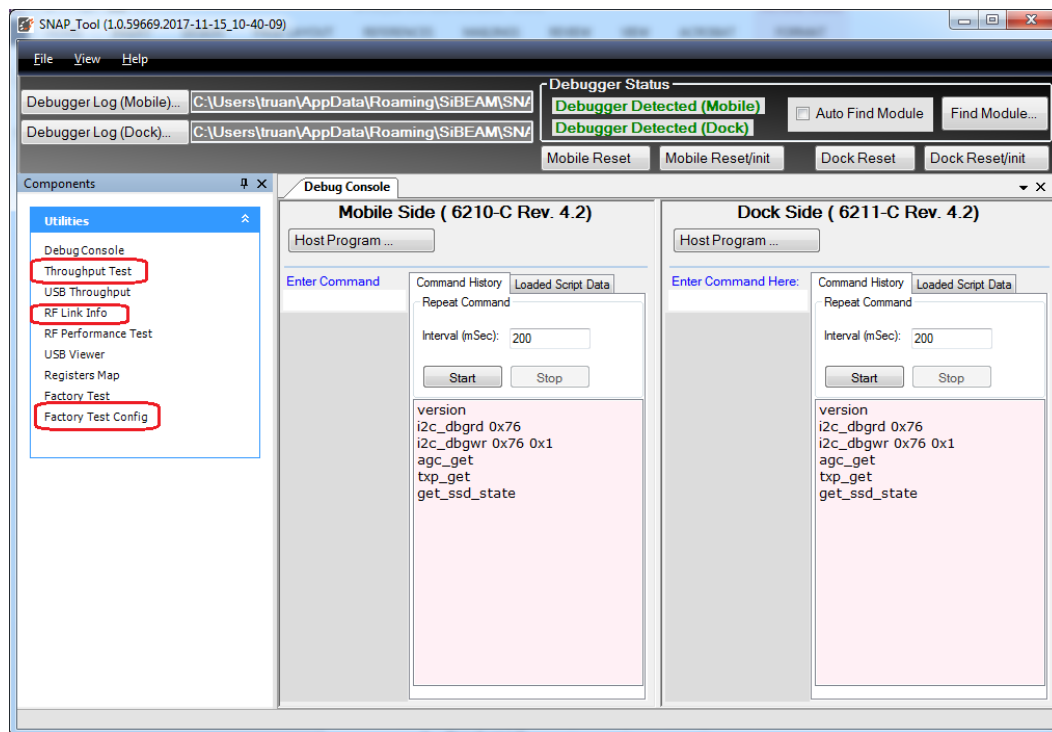 SNAP_Tool (1.0.59669.2017-11-15_10-40-09)
File View Help
Debugger Log (Mobile)... C:\Users\truan\AppData\Roaming\SiBEAM\SNA
Debugger Log (Dock)... C:\Users\truan\AppData\Roaming\SiBEAM\SNA
Debugger Status
Debugger Detected (Mobile)
Debugger Detected (Dock)
Auto Find Module Find Module...
Mobile Reset Mobile Reset/init Dock Reset Dock Reset/init
Components
Utilities
Debug Console
Throughput Test
USB Throughput
RF Link Info
RF Performance Test
USB Viewer
Registers Map
Factory Test
Factory Test Config
Debug Console
Mobile Side ( 6210-C Rev. 4.2)
Host Program ...
Enter Command
Command History Loaded Script Data
Repeat Command
Interval (mSec): 200
Start Stop
version
i2c_dbgrd 0x76
i2c_dbgwr 0x76 0x1
agc_get
txp_get
get_ssd_state
Dock Side ( 6211-C Rev. 4.2)
Host Program ...
Enter Command Here:
Command History Loaded Script Data
Repeat Command
Interval (mSec): 200
Start Stop
version
i2c_dbgrd 0x76
i2c_dbgwr 0x76 0x1
agc_get
txp_get
get_ssd_state